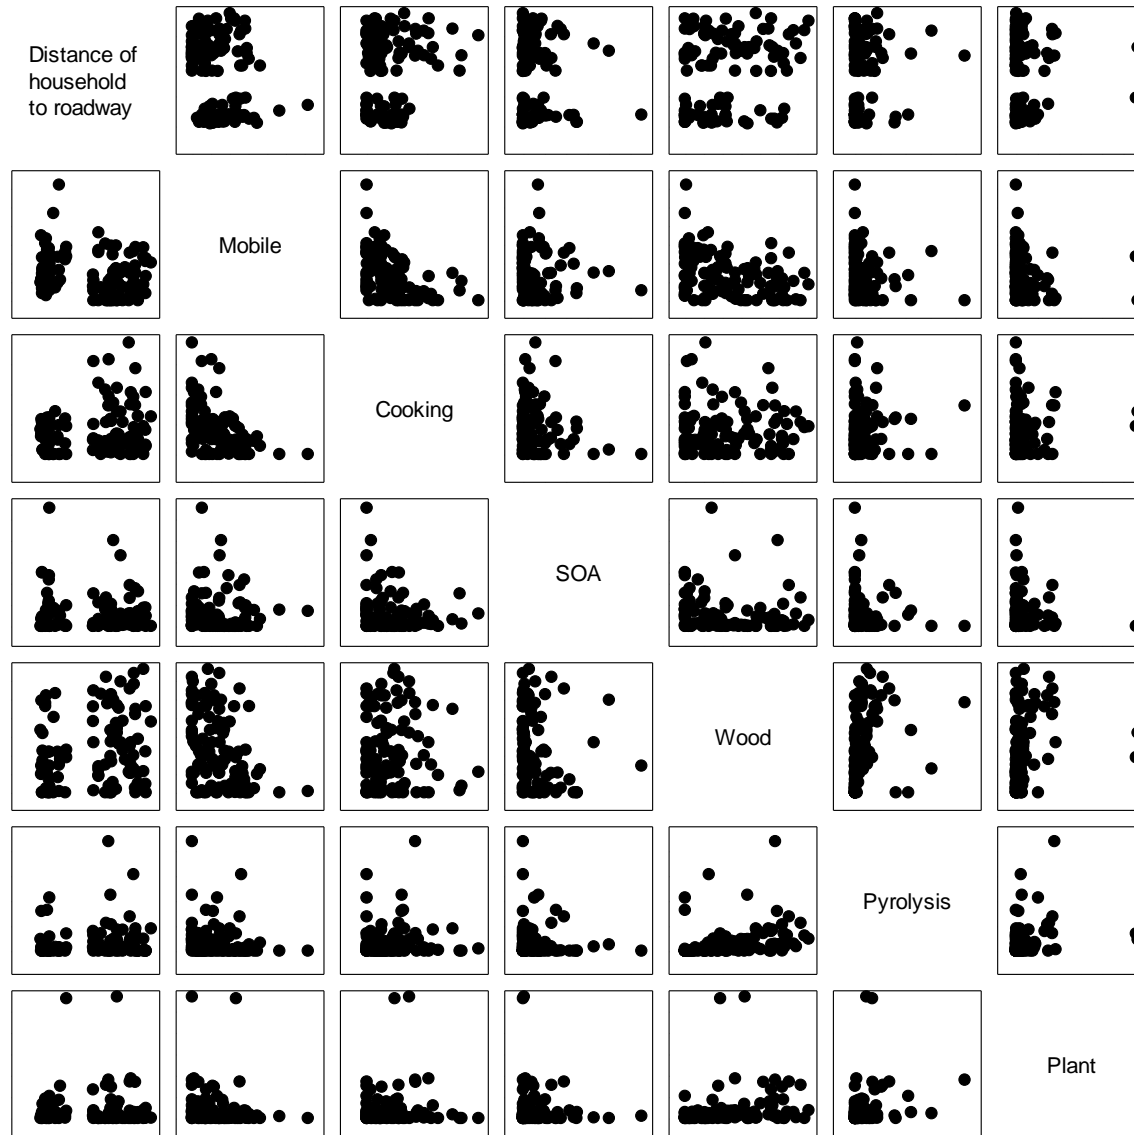 Distance of
household
to roadway
Mobile
Cooking
SOA
Wood
Pyrolysis
Plant